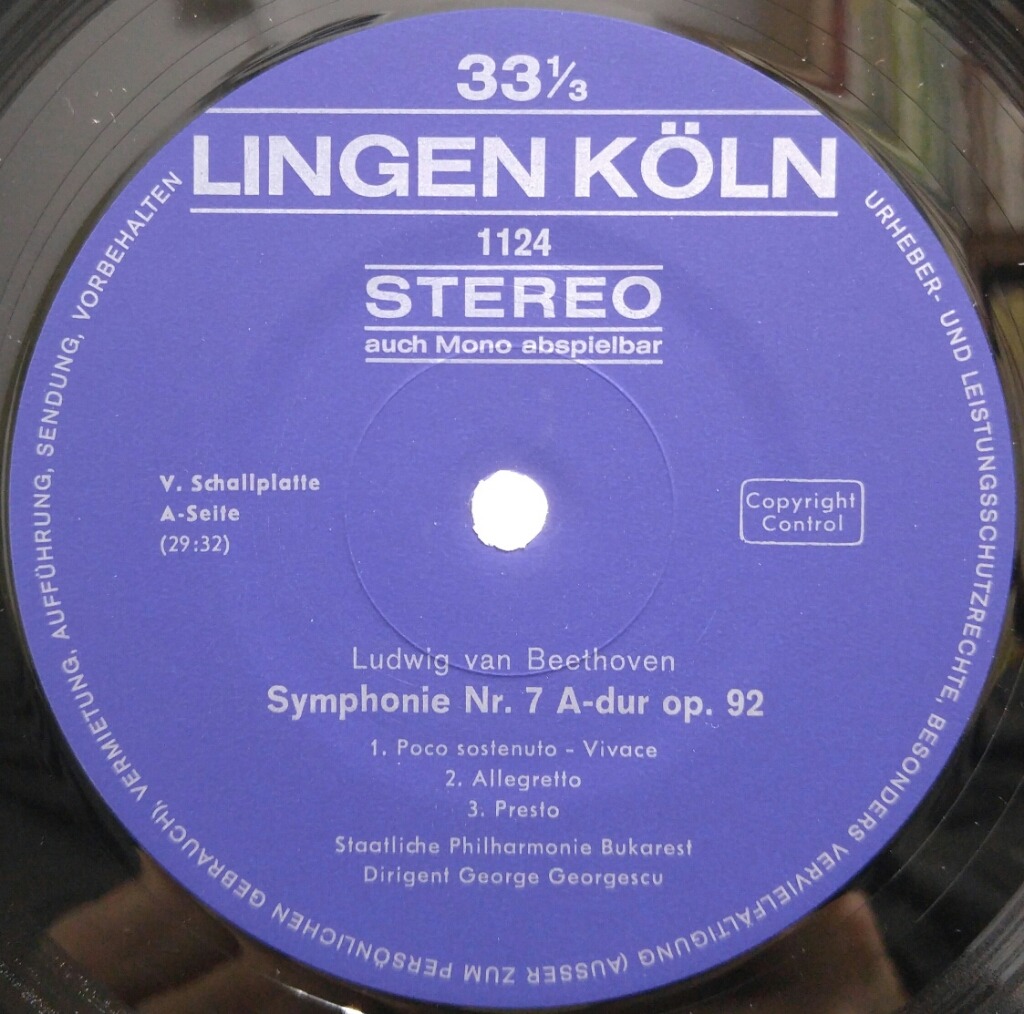 33⅓
LINGEN KÖLN
1124
STEREO
auch Mono abspielbar
V. Schallplatte
A-Seite
(29:32)
Copyright
Control
Ludwig van Beethoven
Symphonie Nr. 7 A-dur op. 92
1. Poco sostenuto - Vivace
2. Allegretto
3. Presto
Staatliche Philharmonie Bukarest
Dirigent George Georgescu
URHEBER- UND LEISTUNGSSCHUTZRECHTE, BESONDERS VERVIELFÄLTIGUNG (AUSSER ZUM PERSÖNLICHEN GEBRAUCH), VERMIETUNG, AUFFÜHRUNG, SENDUNG, VORBEHALTEN